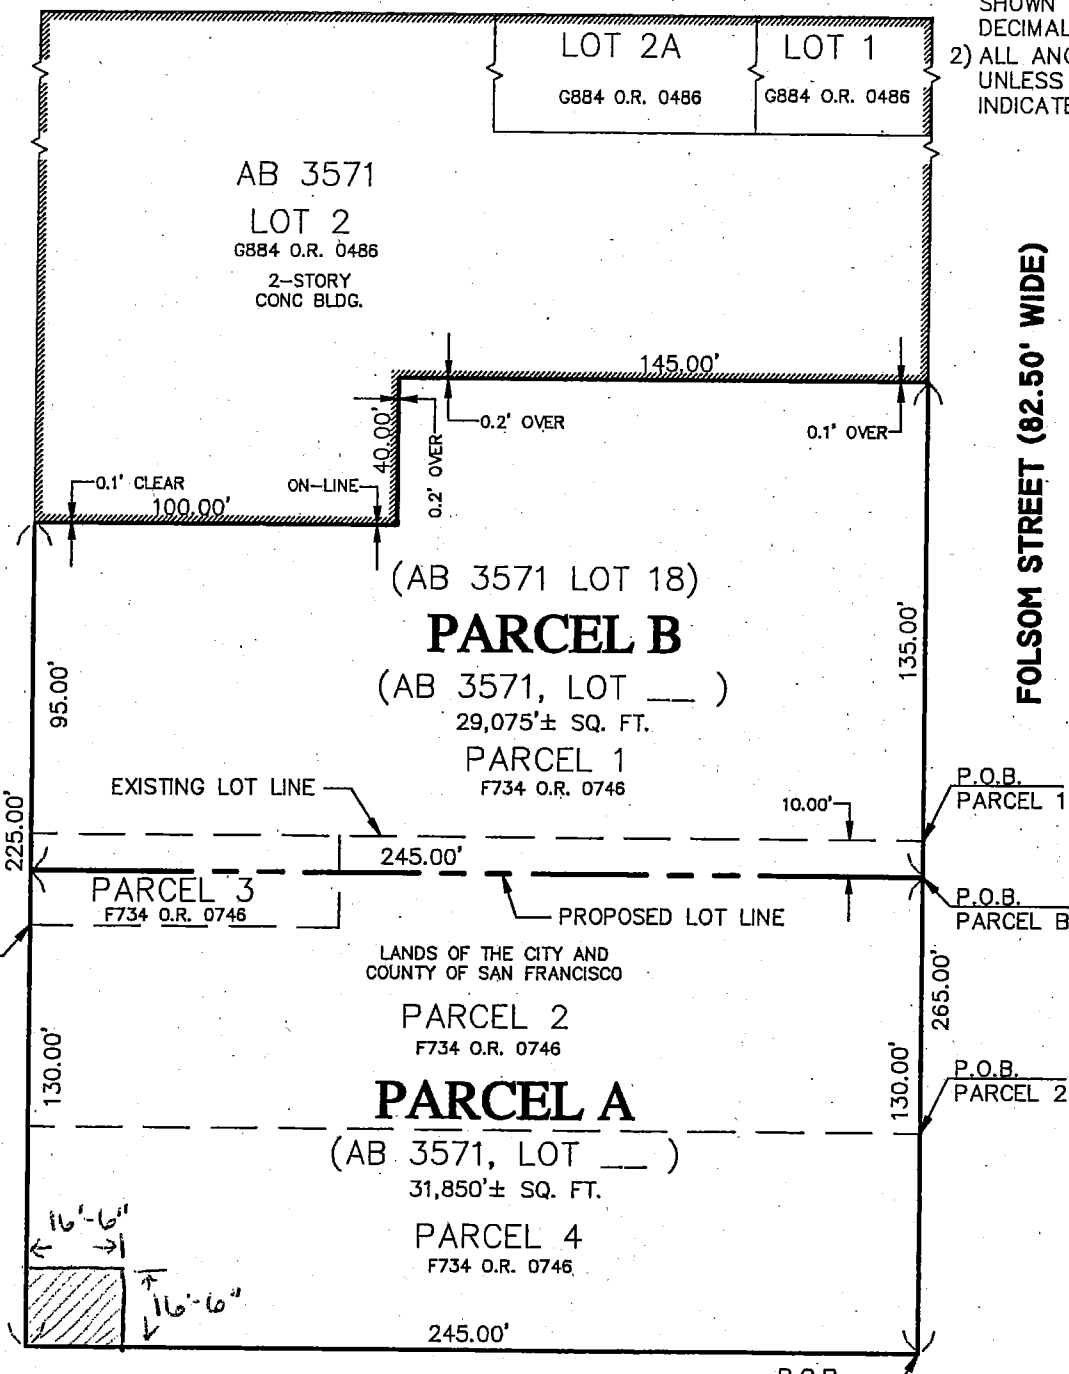 SHOWN
DECIMAL
2) ALL
UNLESS
LOT 2A
G884 O.R. 0486
LOT 1
G884 O.R. 0486
AB 3571
LOT 2
G884 O.R. 0486
2-STORY
CONC BLDG.
FOLSOM STREET (82.50' WIDE)
145.00'
0.2' OVER
0.1' OVER
40.00'
0.2' OVER
0.1' CLEAR
100.00'
ON-LINE
(AB 3571 LOT 18)
PARCEL B
(AB 3571, LOT __ )
29,075'± SQ. FT.
PARCEL 1
F734 O.R. 0746
95.00'
135.00'
EXISTING LOT LINE
10.00'
P.O.B.
PARCEL 1
225.00'
245.00'
PARCEL 3
F734 O.R. 0746
PROPOSED LOT LINE
P.O.B.
PARCEL B
LANDS OF THE CITY AND
COUNTY OF SAN FRANCISCO
265.00'
PARCEL 2
F734 O.R. 0746
130.00'
130.00'
PARCEL A
P.O.B.
PARCEL 2
(AB 3571, LOT __ )
31,850'± SQ. FT.
PARCEL 4
F734 O.R. 0746
16'-6"
16'-6"
245.00'